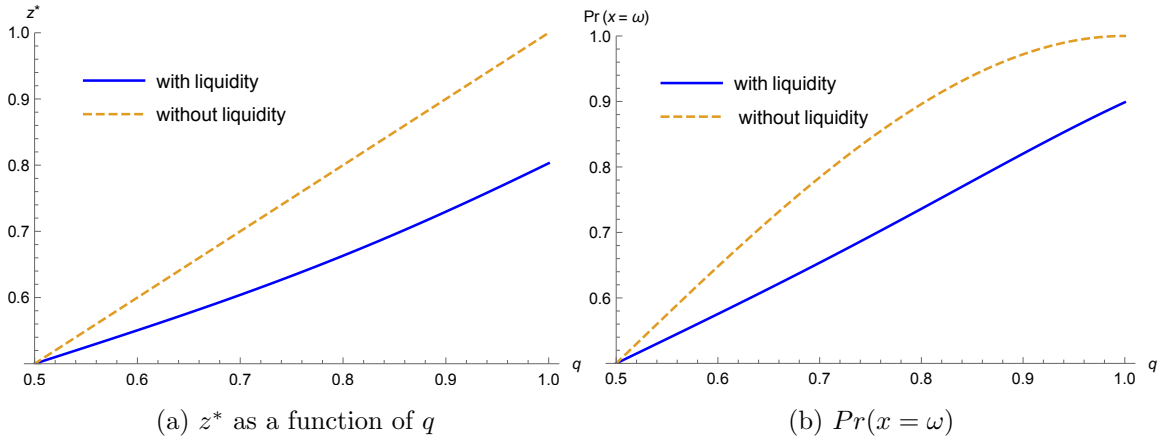 z*
1.0
0.9
0.8
0.7
0.6
0.5
0.6
0.7
0.8
0.9
1.0
q
with liquidity
without liquidity
(a) z* as a function of q
Pr(x = ω)
1.0
0.9
0.8
0.7
0.6
0.5
0.6
0.7
0.8
0.9
1.0
q
with liquidity
without liquidity
(b) Pr(x = ω)